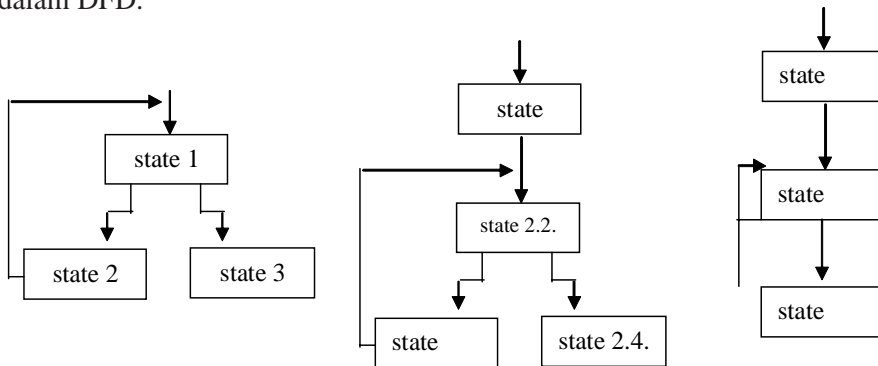 dalam DFD.
state 1
state 2
state 3
state
state 2.2.
state
state 2.4.
state
state
state